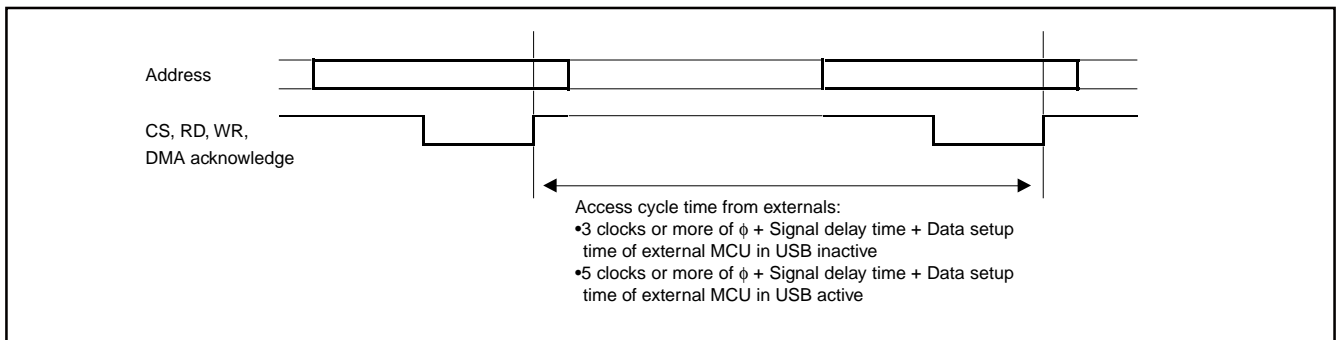 Address
CS, RD, WR,
DMA acknowledge
Access cycle time from externals:
•3 clocks or more of ϕ + Signal delay time + Data setup
time of external MCU in USB inactive
•5 clocks or more of ϕ + Signal delay time + Data setup
time of external MCU in USB active